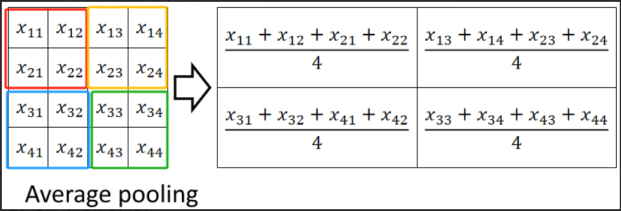 x₁₁ x₁₂ x₁₃ x₁₄
x₂₁ x₂₂ x₂₃ x₂₄
x₃₁ x₃₂ x₃₃ x₃₄
x₄₁ x₄₂ x₄₃ x₄₄
x₁₁ + x₁₂ + x₂₁ + x₂₂
4
x₁₃ + x₁₄ + x₂₃ + x₂₄
4
x₃₁ + x₃₂ + x₄₁ + x₄₂
4
x₃₃ + x₃₄ + x₄₃ + x₄₄
4
Average pooling